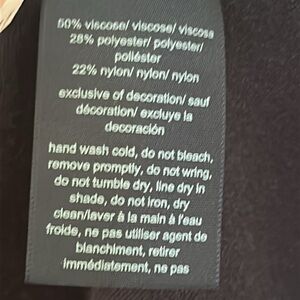 50% viscose/ viscose/ viscosa
28% polyester/ polyester/
poliéster
22% nylon/ nylon/ nylon
exclusive of decoration/ sauf
décoration/ excluye la
decoración
hand wash cold, do not bleach,
remove promptly, do not wring,
do not tumble dry, line dry in
shade, do not iron, dry
clean/laver à la main à l'eau
froide, ne pas utiliser agent de
blanchiment, retirer
immédiatement, ne pas